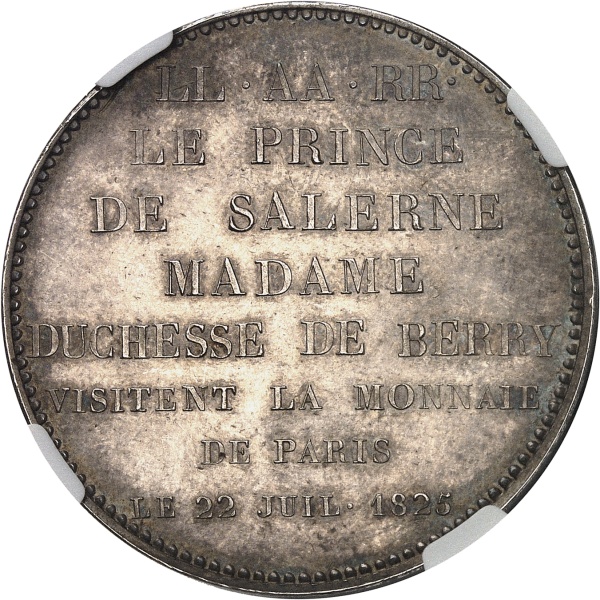 LL · AA · RR ·
LE PRINCE
DE SALERNE
MADAME
DUCHESSE DE BERRY
VISITENT LA MONNAIE
DE PARIS
LE 22 JUIL · 1825